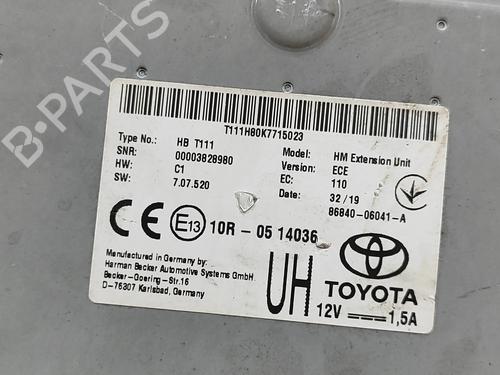 T111H80K7715023
Type No.: HB T111
SNR: 00003828980
HW: C1
SW: 7.07.520
Model: HM Extension Unit
Version: ECE
EC: 110
Date: 32/19
86840-06041-A
CE E13 10R - 05 14036
Manufactured in Germany by:
Harman Becker Automotive Systems GmbH
Becker-Goering-Str.16
D-76307 Karlsbad, Germany
UH
TOYOTA
12V 1,5A
B-PARTS